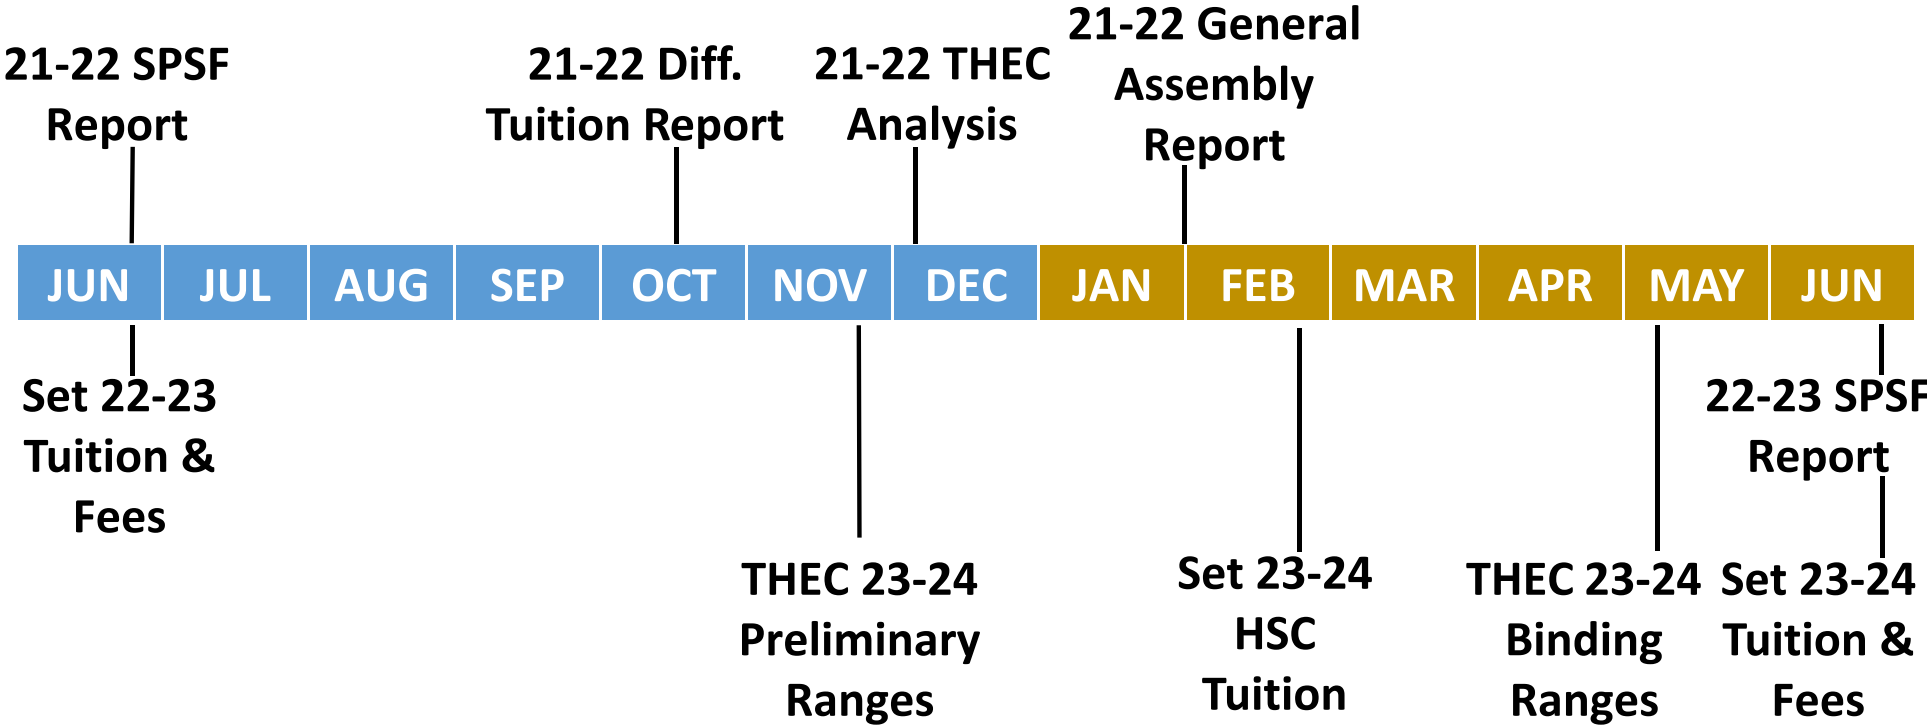 21-22 SPSF
Report
21-22 Diff.
Tuition Report
21-22 THEC
Analysis
21-22 General
Assembly
Report
JUN JUL AUG SEP OCT NOV DEC JAN FEB MAR APR MAY JUN
Set 22-23
Tuition &
Fees
THEC 23-24
Preliminary
Ranges
Set 23-24
HSC
Tuition
THEC 23-24
Binding
Ranges
22-23 SPSF
Report
Set 23-24
Tuition &
Fees